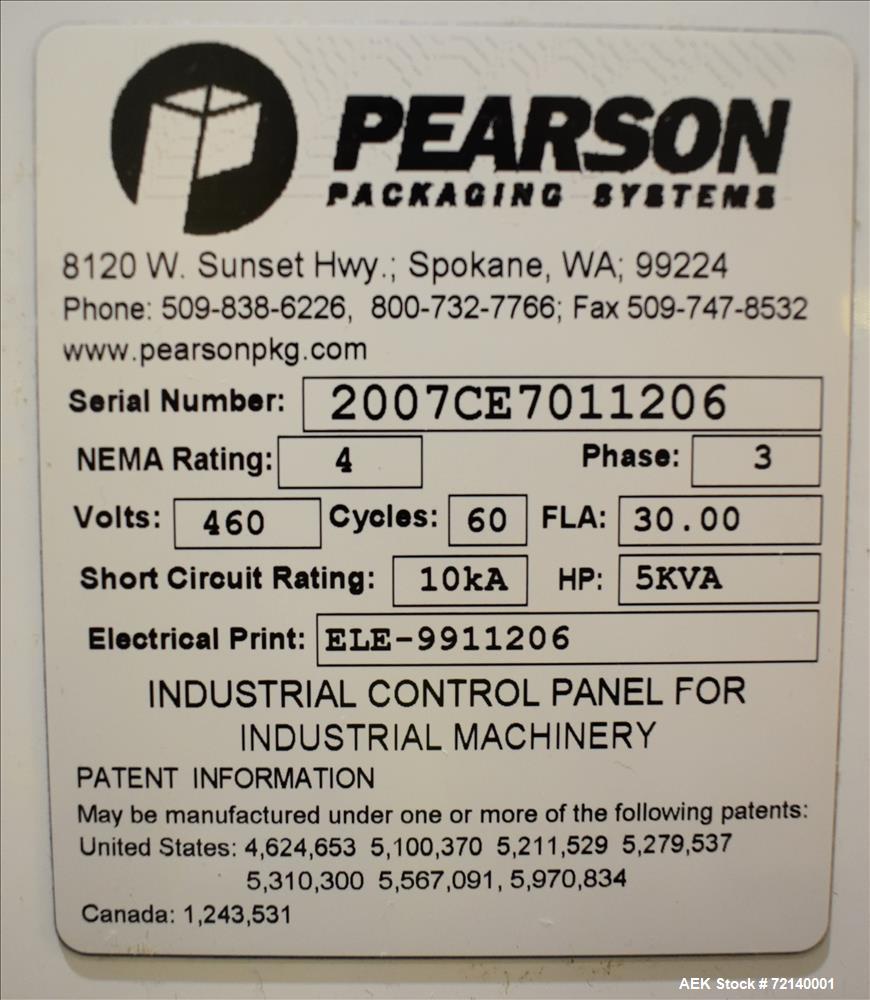 PEARSON
PACKAGING SYSTEMS
8120 W. Sunset Hwy.; Spokane, WA; 99224
Phone: 509-838-6226, 800-732-7766; Fax 509-747-8532
www.pearsonpkg.com
Serial Number: 2007CE7011206
NEMA Rating: 4 Phase: 3
Volts: 460 Cycles: 60 FLA: 30.00
Short Circuit Rating: 10kA HP: 5KVA
Electrical Print: ELE-9911206
INDUSTRIAL CONTROL PANEL FOR
INDUSTRIAL MACHINERY
PATENT INFORMATION
May be manufactured under one or more of the following patents:
United States: 4,624,653 5,100,370 5,211,529 5,279,537
5,310,300 5,567,091, 5,970,834
Canada: 1,243,531
AEK Stock # 72140001